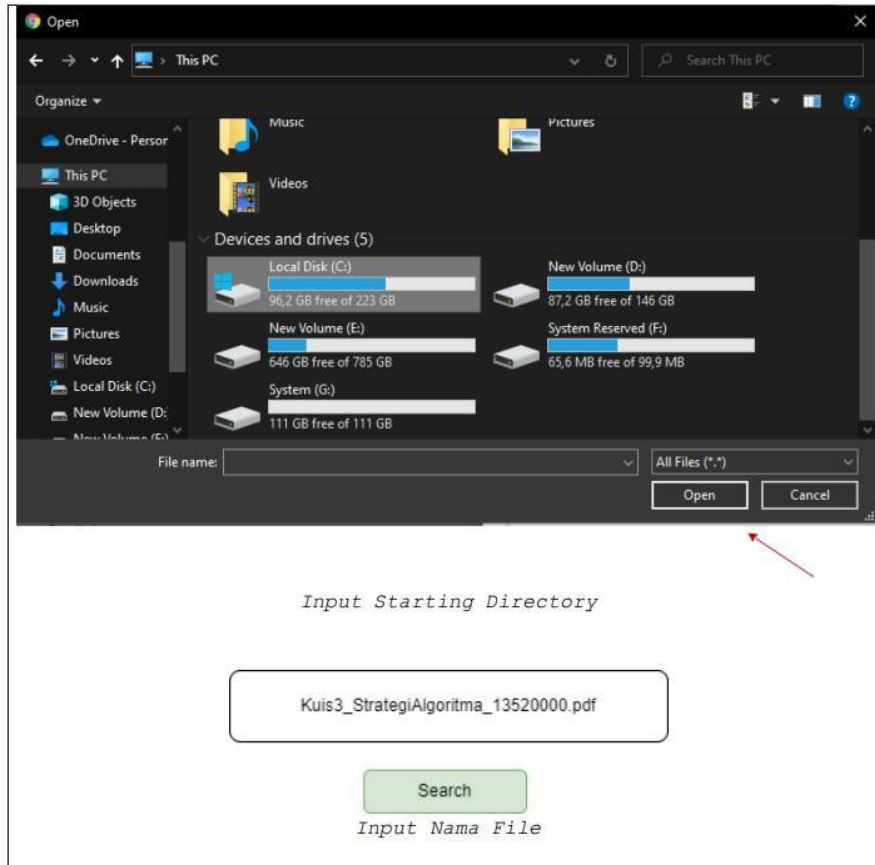 Open
This PC
Search This PC
Organize
OneDrive - Person
This PC
3D Objects
Desktop
Documents
Downloads
Music
Pictures
Videos
Local Disk (C:)
New Volume (D:
New Volume (E:)
Music
Pictures
Videos
Devices and drives (5)
Local Disk (C:)
96,2 GB free of 223 GB
New Volume (D:)
87,2 GB free of 146 GB
New Volume (E:)
646 GB free of 785 GB
System Reserved (F:)
65,6 MB free of 99,9 MB
System (G:)
111 GB free of 111 GB
File name:
All Files (*.*)
Open
Cancel
Input Starting Directory
Kuis3_StrategiAlgoritma_13520000.pdf
Search
Input Nama File